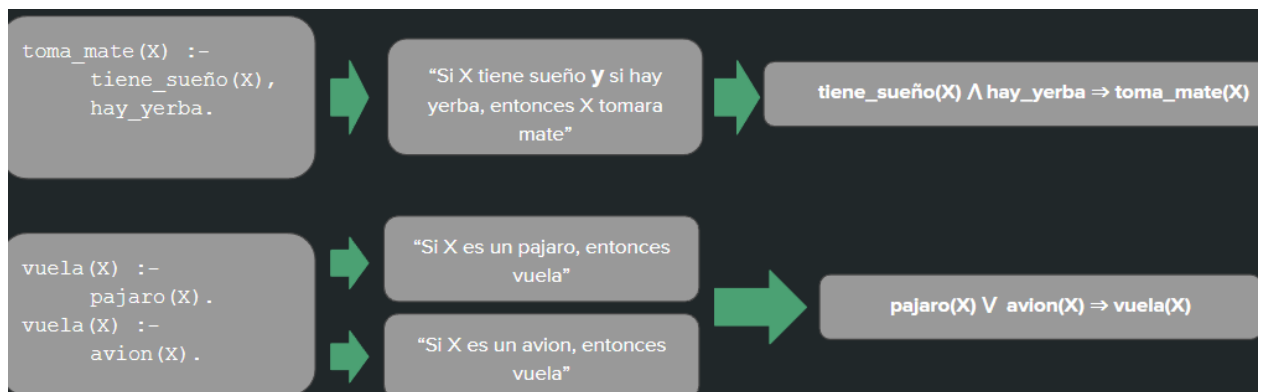 toma_mate(X) :-
tiene_sueño(X),
hay_yerba.
“Si X tiene sueño y si hay
yerba, entonces X tomara
mate”
tiene_sueño(X) Λ hay_yerba ⇒ toma_mate(X)
vuela(X) :-
pajaro(X).
vuela(X) :-
avion(X).
“Si X es un pajaro, entonces
vuela”
“Si X es un avion, entonces
vuela”
pajaro(X) V avion(X) ⇒ vuela(X)